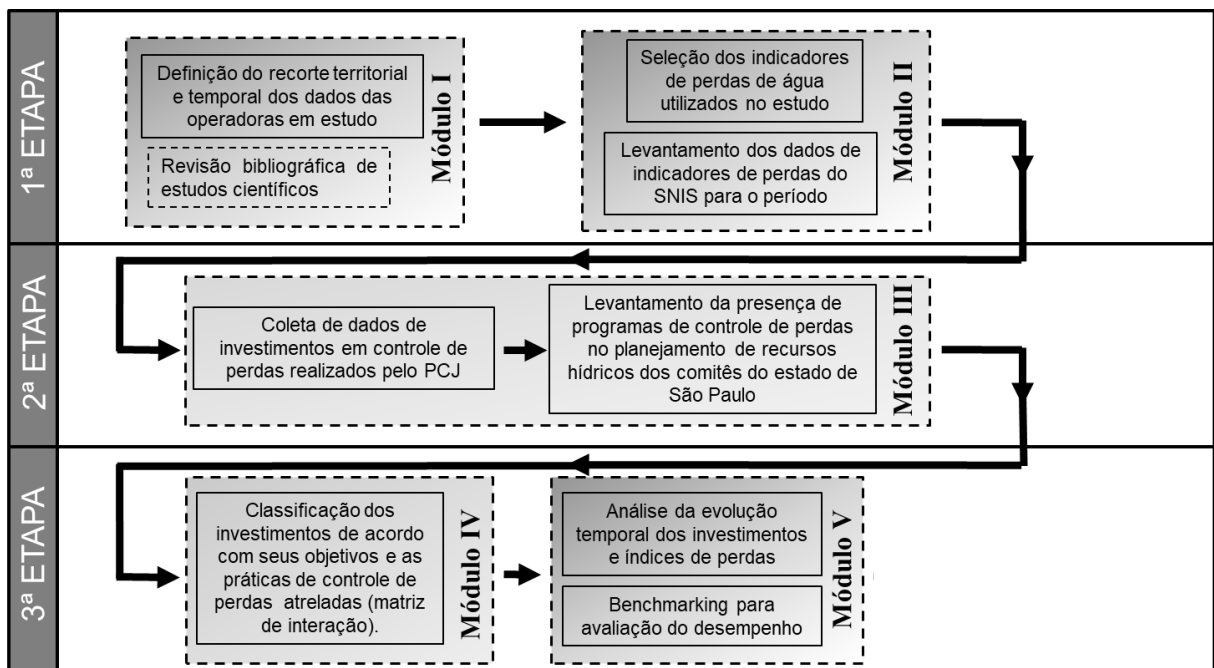 1ª ETAPA
Definição do recorte territorial
e temporal dos dados das
operadoras em estudo
Revisão bibliográfica de
estudos científicos
Módulo I
Seleção dos indicadores
de perdas de água
utilizados no estudo
Levantamento dos dados de
indicadores de perdas do
SNIS para o período
Módulo II
2ª ETAPA
Coleta de dados de
investimentos em controle de
perdas realizados pelo PCJ
Levantamento da presença de
programas de controle de perdas
no planejamento de recursos
hídricos dos comitês do estado de
São Paulo
Módulo III
3ª ETAPA
Classificação dos
investimentos de acordo
com seus objetivos e as
práticas de controle de
perdas atreladas (matriz
de interação).
Módulo IV
Análise da evolução
temporal dos investimentos
e índices de perdas
Benchmarking para
avaliação do desempenho
Módulo V